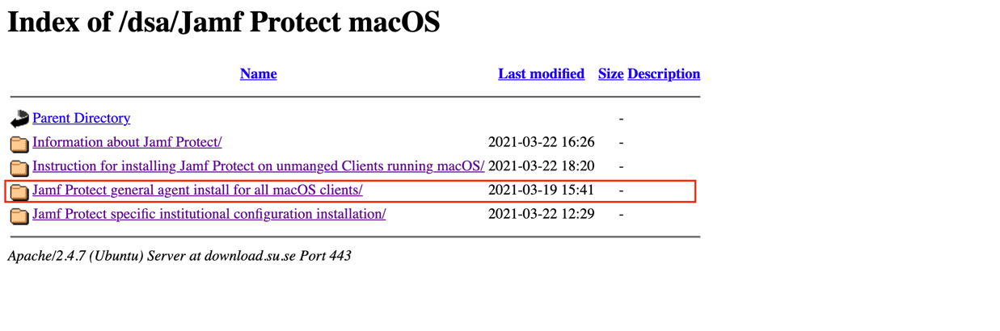 Index of /dsa/Jamf Protect macOS
Name Last modified Size Description
Parent Directory -
Information about Jamf Protect/ 2021-03-22 16:26 -
Instruction for installing Jamf Protect on unmanged Clients running macOS/ 2021-03-22 18:20 -
Jamf Protect general agent install for all macOS clients/ 2021-03-19 15:41 -
Jamf Protect specific institutional configuration installation/ 2021-03-22 12:29 -
Apache/2.4.7 (Ubuntu) Server at download.su.se Port 443